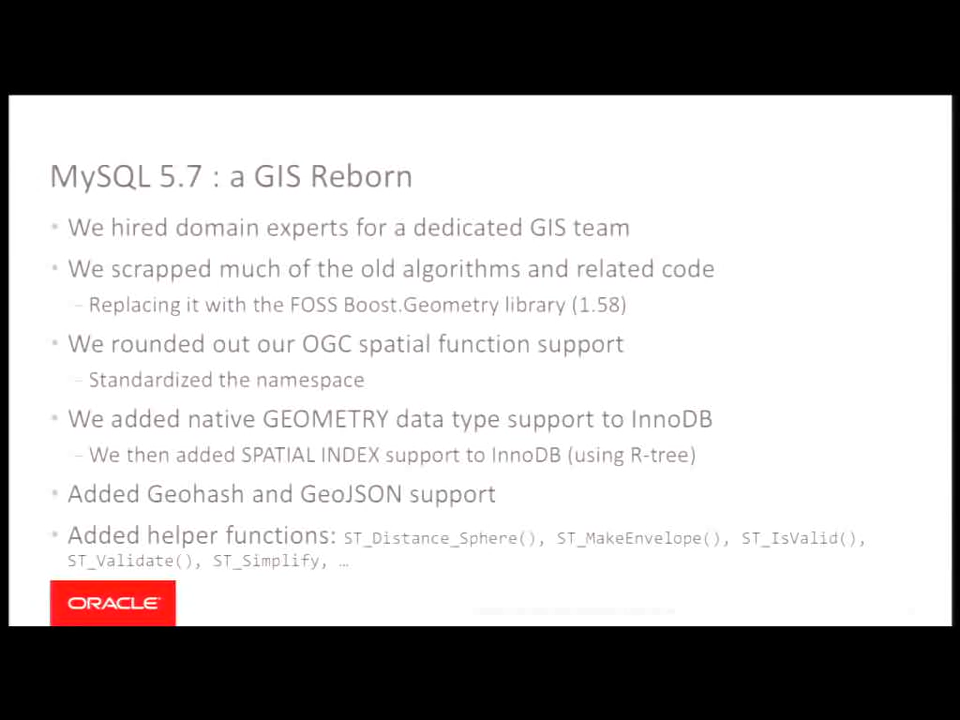 MySQL 5.7 : a GIS Reborn
• We hired domain experts for a dedicated GIS team
• We scrapped much of the old algorithms and related code
– Replacing it with the FOSS Boost.Geometry library (1.58)
• We rounded out our OGC spatial function support
– Standardized the namespace
• We added native GEOMETRY data type support to InnoDB
– We then added SPATIAL INDEX support to InnoDB (using R-tree)
• Added Geohash and GeoJSON support
• Added helper functions: ST_Distance_Sphere(), ST_MakeEnvelope(), ST_IsValid(),
ST_Validate(), ST_Simplify, …
ORACLE